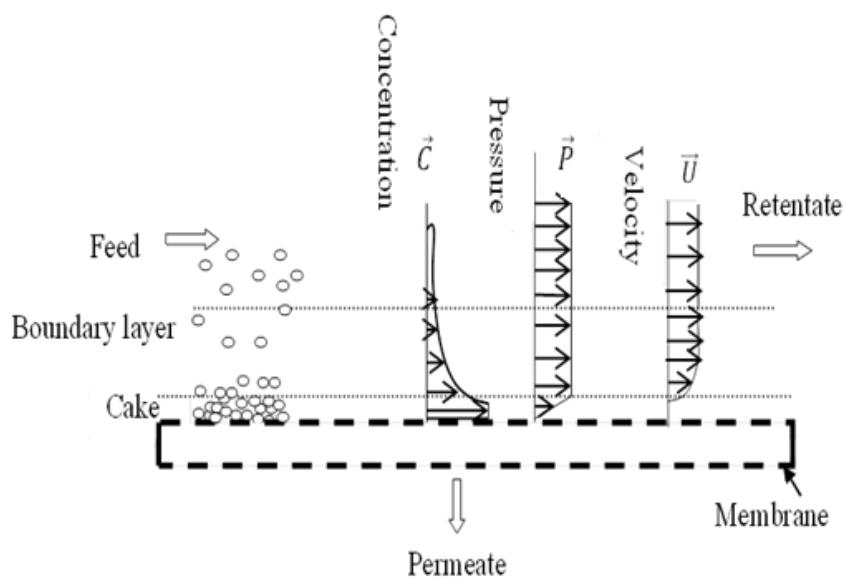 Concentration
C
Pressure
P
Velocity
U
Retentate
Feed
Boundary layer
Cake
Membrane
Permeate